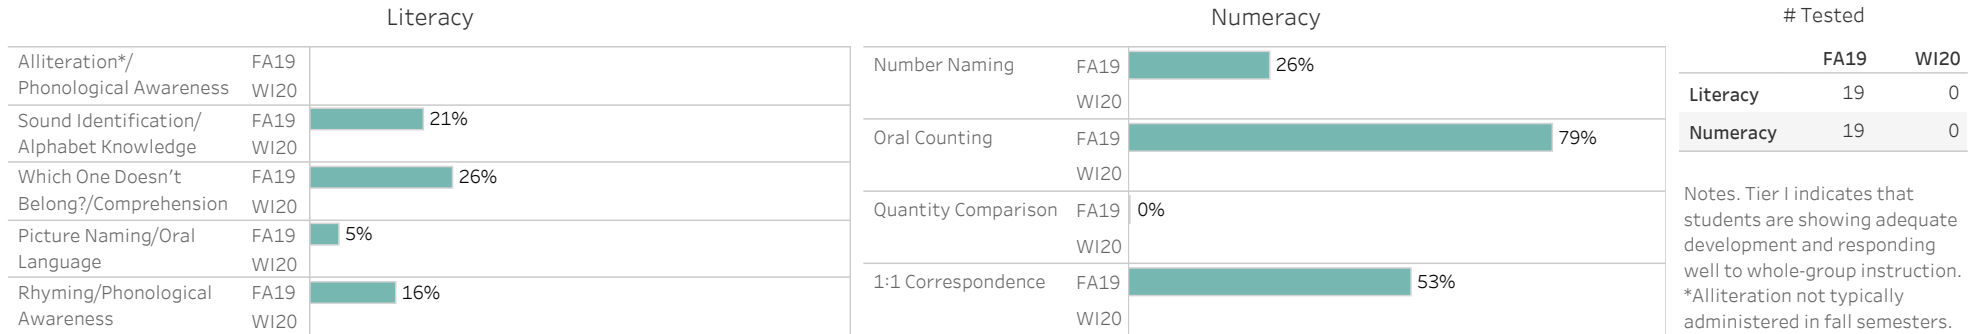 Literacy
Alliteration*/
Phonological Awareness
FA19
WI20
Sound Identification/
Alphabet Knowledge
FA19 21%
WI20
Which One Doesn't
Belong?/Comprehension
FA19 26%
WI20
Picture Naming/Oral
Language
FA19 5%
WI20
Rhyming/Phonological
Awareness
FA19 16%
WI20
Numeracy
Number Naming FA19 26%
WI20
Oral Counting FA19 79%
WI20
Quantity Comparison FA19 0%
WI20
1:1 Correspondence FA19 53%
WI20
# Tested
FA19 WI20
Literacy 19 0
Numeracy 19 0
Notes. Tier I indicates that
students are showing adequate
development and responding
well to whole-group instruction.
*Alliteration not typically
administered in fall semesters.